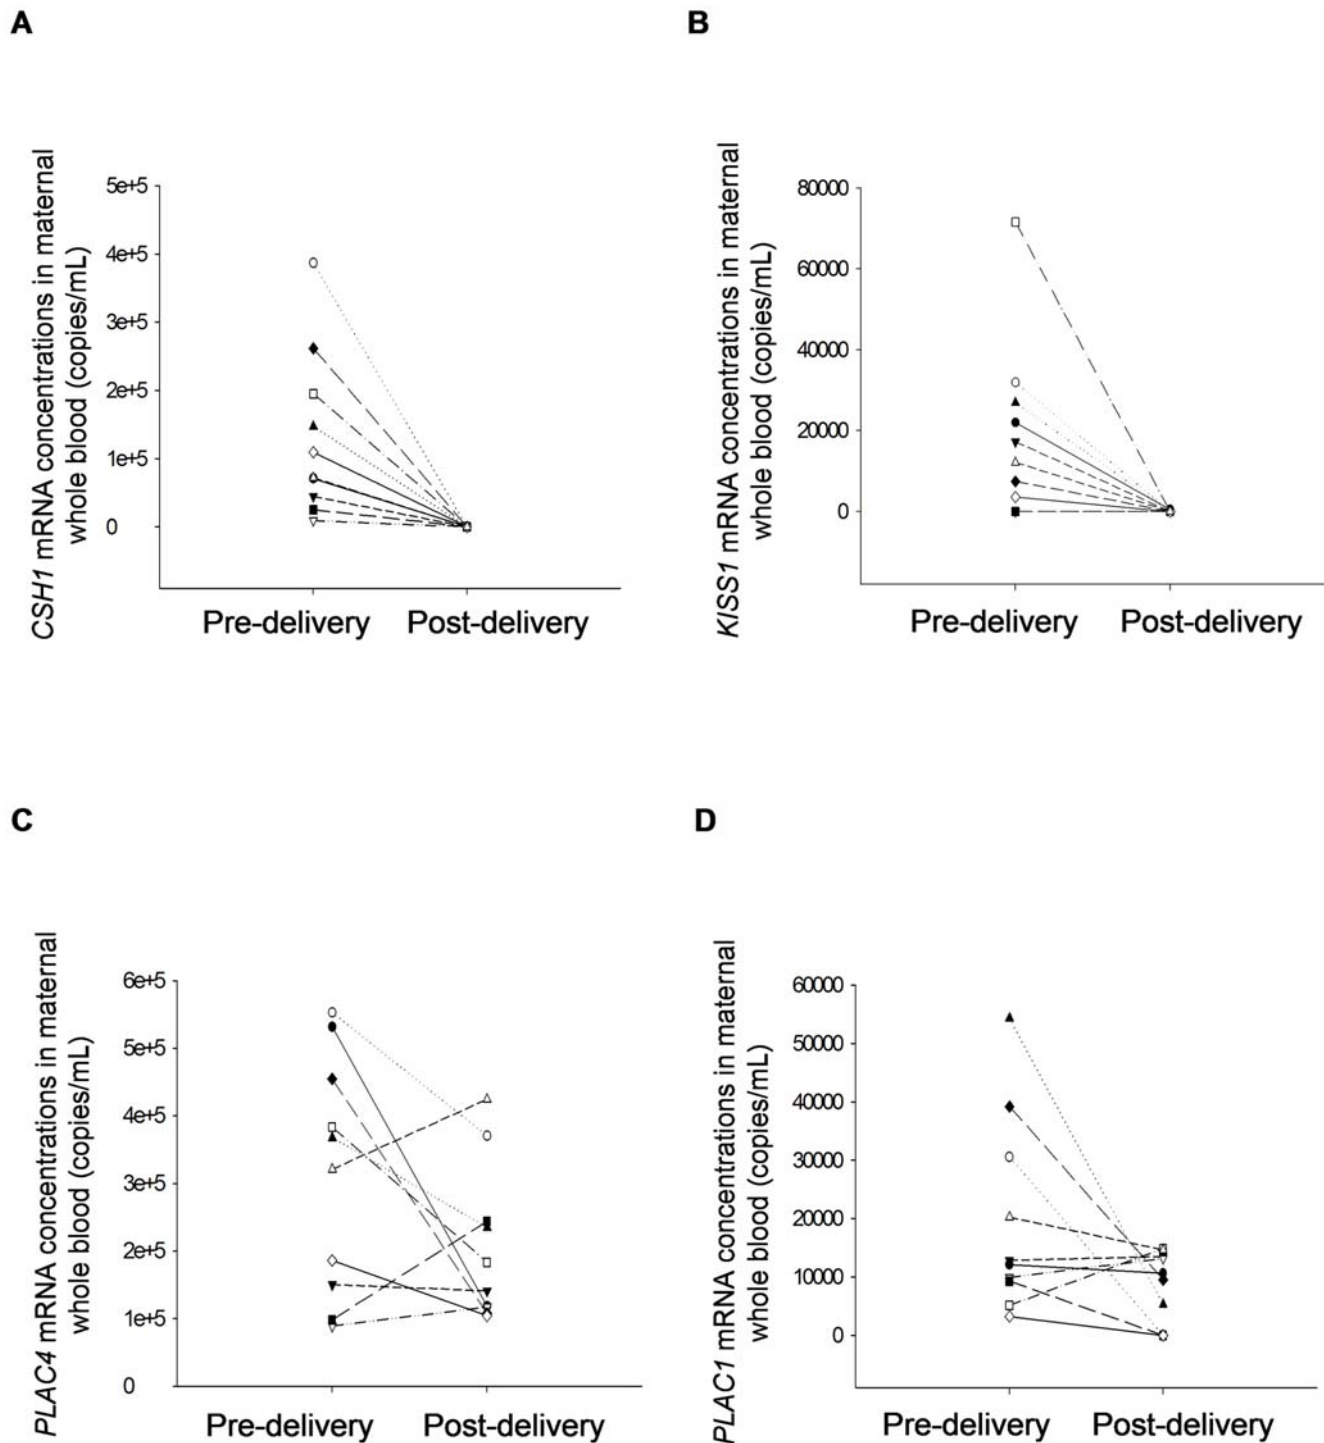 A
CSH1 mRNA concentrations in maternal
whole blood (copies/mL)
5e+5
4e+5
3e+5
2e+5
1e+5
0
Pre-delivery
Post-delivery
B
KISS1 mRNA concentrations in maternal
whole blood (copies/mL)
80000
60000
40000
20000
0
Pre-delivery
Post-delivery
C
PLAC4 mRNA concentrations in maternal
whole blood (copies/mL)
6e+5
5e+5
4e+5
3e+5
2e+5
1e+5
0
Pre-delivery
Post-delivery
D
PLAC1 mRNA concentrations in maternal
whole blood (copies/mL)
60000
50000
40000
30000
20000
10000
0
Pre-delivery
Post-delivery